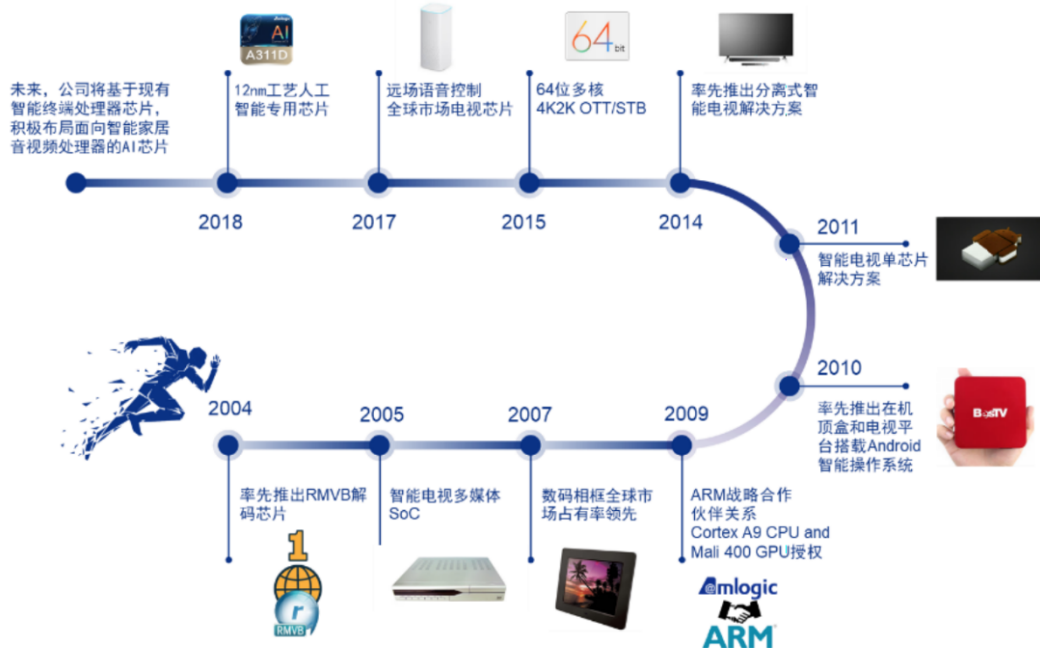 Amlogic
AI
A311D
64 bit
未来，公司将基于现有
智能终端处理器芯片，
积极布局面向智能家居
音视频处理器的AI芯片
12nm工艺人工
智能专用芯片
远场语音控制
全球市场电视芯片
64位多核
4K2K OTT/STB
率先推出分离式智
能电视解决方案
2018
2017
2015
2014
2011
智能电视单芯片
解决方案
2010
率先推出在机
顶盒和电视平
台搭载Android
智能操作系统
BesTV
2004
2005
2007
2009
率先推出RMVB解
码芯片
智能电视多媒体
SoC
数码相框全球市
场占有率领先
ARM战略合作
伙伴关系
Cortex A9 CPU and
Mali 400 GPU授权
1
r
RMVB
Amlogic
ARM